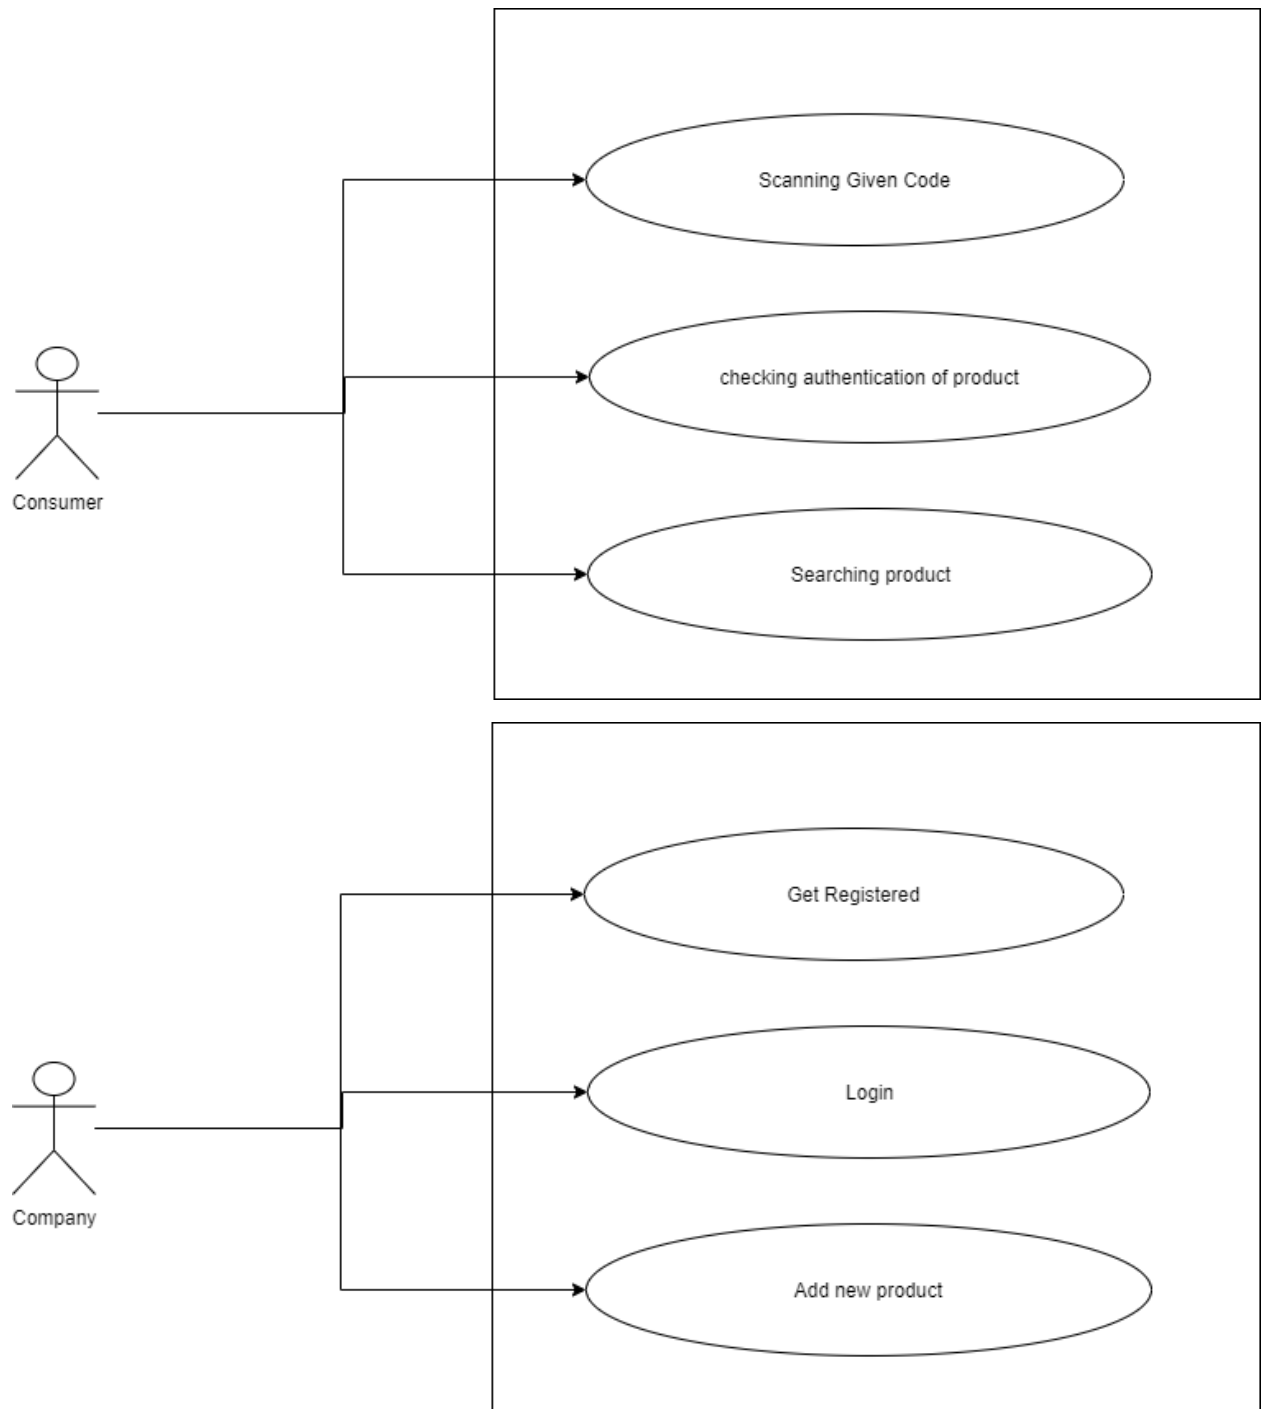 Scanning Given Code
checking authentication of product
Consumer
Searching product
Get Registered
Login
Company
Add new product